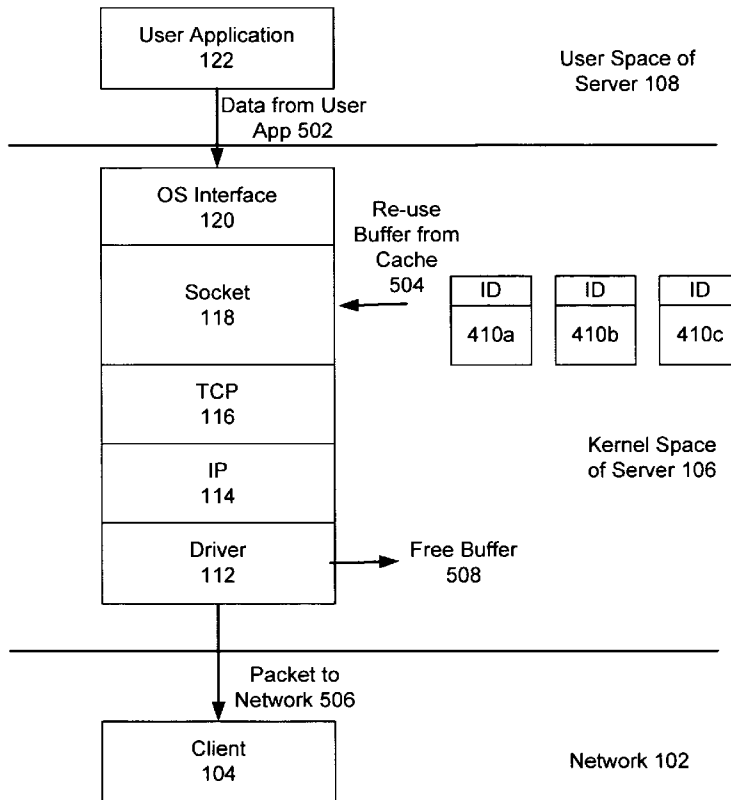 User Application
122
User Space of
Server 108
Data from User
App 502
OS Interface
120
Re-use
Buffer from
Cache
504
Socket
118
ID
ID
ID
410a
410b
410c
TCP
116
Kernel Space
of Server 106
IP
114
Driver
112
Free Buffer
508
Packet to
Network 506
Client
104
Network 102